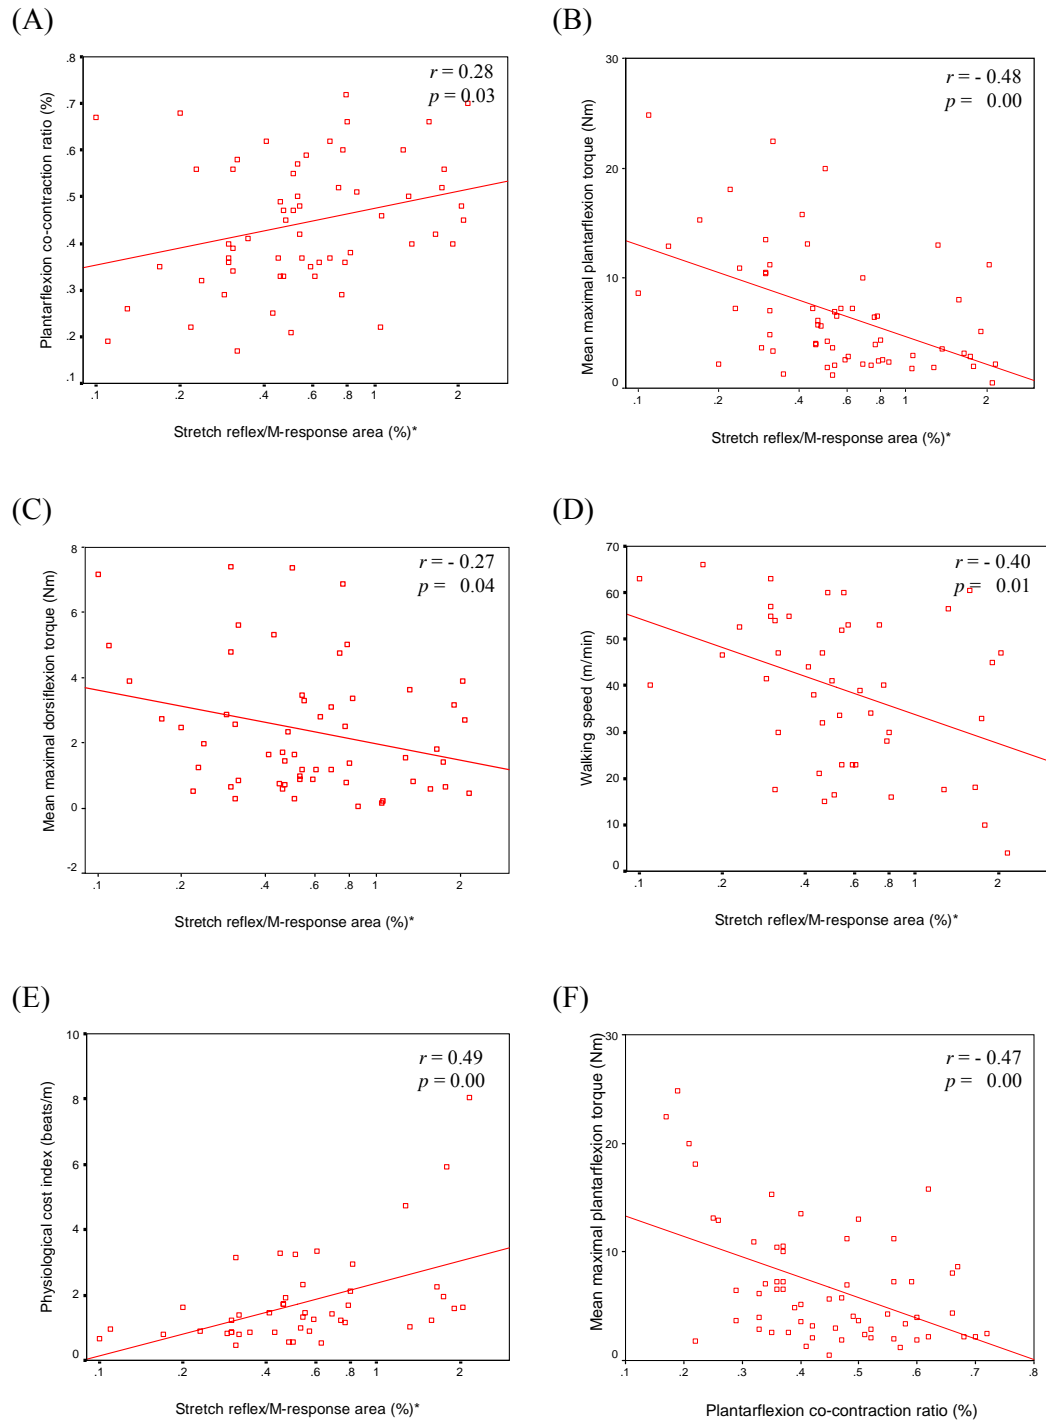 (A)
Plantarflexion co-contraction ratio (%)
.8
.7
.6
.5
.4
.3
.2
.1
r = 0.28
p = 0.03
.1 .2 .4 .6 .8 1 2
Stretch reflex/M-response area (%)*
(B)
Mean maximal plantarflexion torque (Nm)
30
20
10
0
r = - 0.48
p = 0.00
.1 .2 .4 .6 .8 1 2
Stretch reflex/M-response area (%)*
(C)
Mean maximal dorsiflexion torque (Nm)
8
6
4
2
0
-2
r = - 0.27
p = 0.04
.1 .2 .4 .6 .8 1 2
Stretch reflex/M-response area (%)*
(D)
Walking speed (m/min)
70
60
50
40
30
20
10
0
r = - 0.40
p = 0.01
.1 .2 .4 .6 .8 1 2
Stretch reflex/M-response area (%)*
(E)
Physiological cost index (beats/m)
10
8
6
4
2
0
r = 0.49
p = 0.00
.1 .2 .4 .6 .8 1 2
Stretch reflex/M-response area (%)*
(F)
Mean maximal plantarflexion torque (Nm)
30
20
10
0
r = - 0.47
p = 0.00
.1 .2 .3 .4 .5 .6 .7 .8
Plantarflexion co-contraction ratio (%)